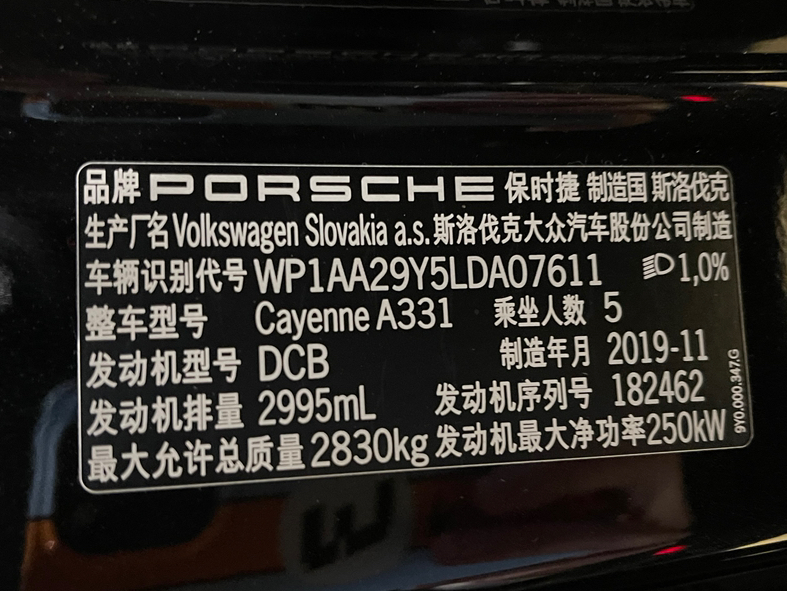 品牌 PORSCHE 保时捷 制造国 斯洛伐克
生产厂名 Volkswagen Slovakia a.s. 斯洛伐克大众汽车股份公司制造
车辆识别代号 WP1AA29Y5LDA07611 1,0%
整车型号 Cayenne A331 乘坐人数 5
发动机型号 DCB 制造年月 2019-11
发动机排量 2995mL 发动机序列号 182462
最大允许总质量 2830kg 发动机最大净功率 250kW
9Y0.000.347.G